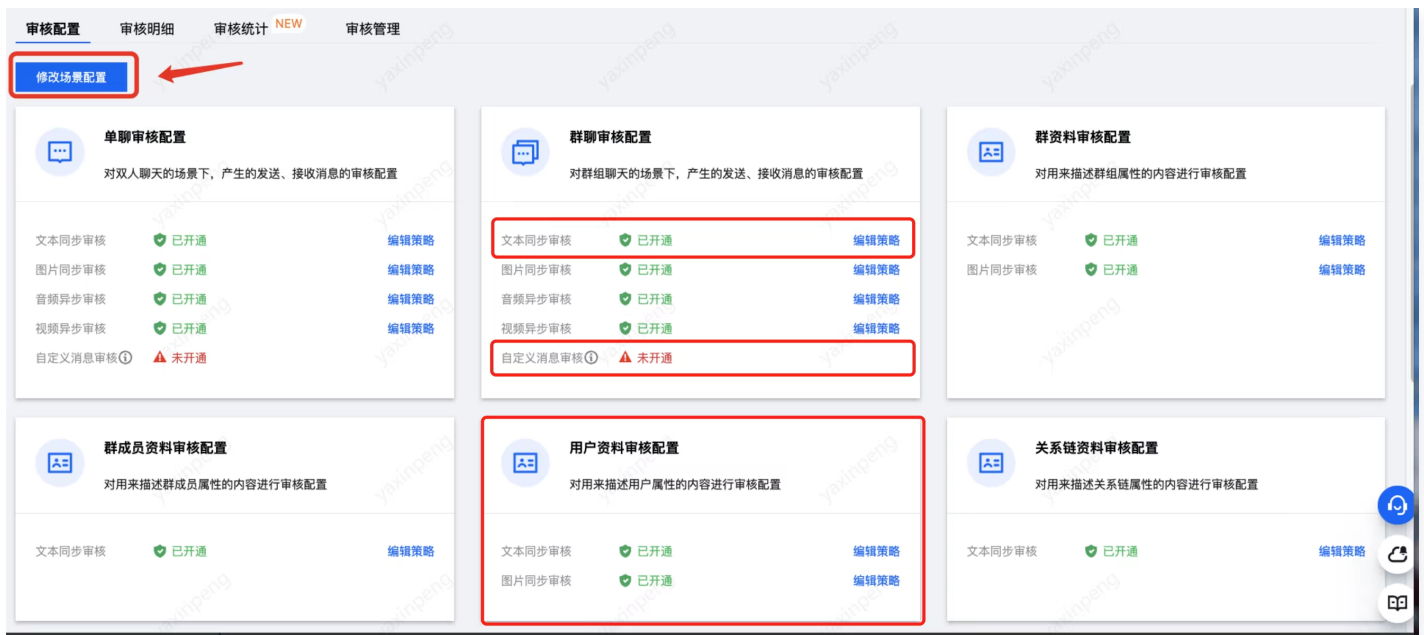 审核配置 审核明细 审核统计 NEW 审核管理
修改场景配置
单聊审核配置
对双人聊天的场景下，产生的发送、接收消息的审核配置
文本同步审核 已开通 编辑策略
图片同步审核 已开通 编辑策略
音频异步审核 已开通 编辑策略
视频异步审核 已开通 编辑策略
自定义消息审核 未开通
群聊审核配置
对群组聊天的场景下，产生的发送、接收消息的审核配置
文本同步审核 已开通 编辑策略
图片同步审核 已开通 编辑策略
音频异步审核 已开通 编辑策略
视频异步审核 已开通 编辑策略
自定义消息审核 未开通
群资料审核配置
对用来描述群组属性的内容进行审核配置
文本同步审核 已开通 编辑策略
图片同步审核 已开通 编辑策略
群成员资料审核配置
对用来描述群成员属性的内容进行审核配置
文本同步审核 已开通 编辑策略
用户资料审核配置
对用来描述用户属性的内容进行审核配置
文本同步审核 已开通 编辑策略
图片同步审核 已开通 编辑策略
关系链资料审核配置
对用来描述关系链属性的内容进行审核配置
文本同步审核 已开通 编辑策略
yaxinpeng